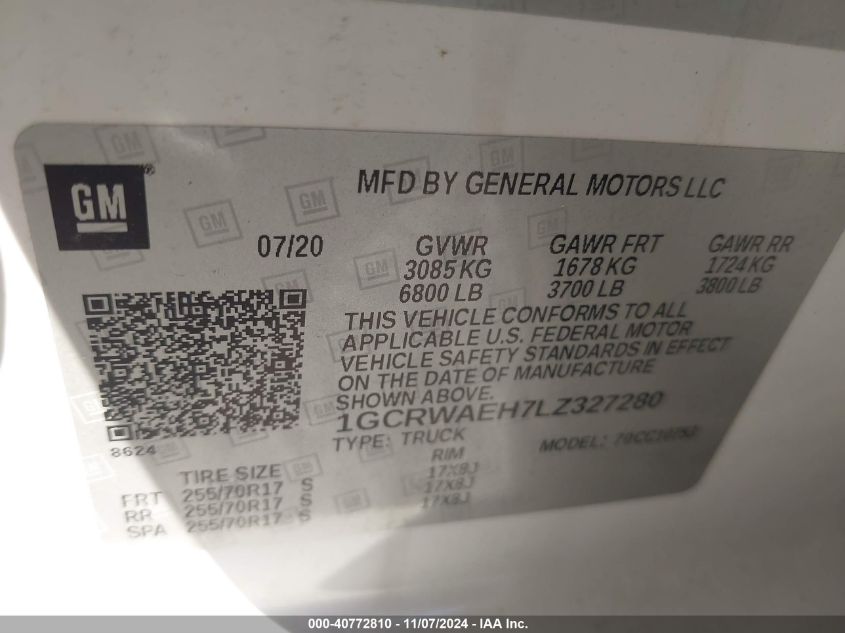 GM
MFD BY GENERAL MOTORS LLC
07/20
GVWR GAWR FRT GAWR RR
3085 KG 1678 KG 1724 KG
6800 LB 3700 LB 3800 LB
THIS VEHICLE CONFORMS TO ALL
APPLICABLE U.S. FEDERAL MOTOR
VEHICLE SAFETY STANDARDS IN EFFECT
ON THE DATE OF MANUFACTURE
SHOWN ABOVE.
1GCRWAEH7LZ327280
8624
TYPE: TRUCK MODEL:
TIRE SIZE RIM
FRT 255/70R17 S 17X8J
RR 255/70R17 S 17X8J
SPA 255/70R17 S 17X8J
000-40772810 - 11/07/2024 - IAA Inc.